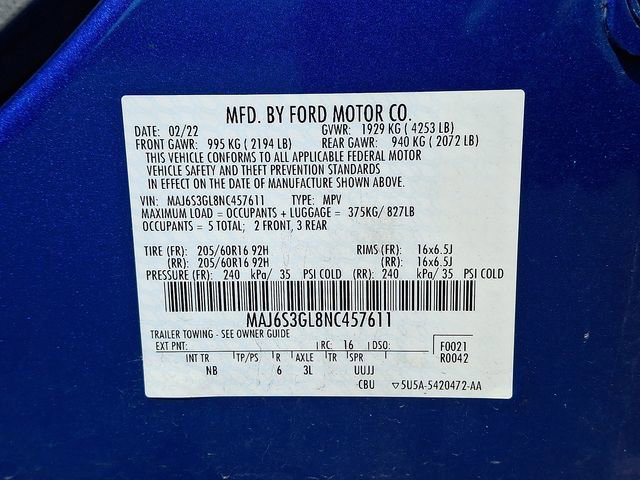 MFD. BY FORD MOTOR CO.
DATE: 02/22 GVWR: 1929 KG ( 4253 LB)
FRONT GAWR: 995 KG ( 2194 LB) REAR GAWR: 940 KG ( 2072 LB)
THIS VEHICLE CONFORMS TO ALL APPLICABLE FEDERAL MOTOR
VEHICLE SAFETY AND THEFT PREVENTION STANDARDS
IN EFFECT ON THE DATE OF MANUFACTURE SHOWN ABOVE.
VIN: MAJ6S3GL8NC457611 TYPE: MPV
MAXIMUM LOAD = OCCUPANTS + LUGGAGE = 375KG/ 827LB
OCCUPANTS = 5 TOTAL; 2 FRONT, 3 REAR
TIRE (FR): 205/60R16 92H RIMS (FR): 16x6.5J
(RR): 205/60R16 92H (RR): 16x6.5J
PRESSURE (FR): 240 kPa/ 35 PSI COLD (RR): 240 kPa/ 35 PSI COLD
MAJ6S3GL8NC457611
TRAILER TOWING - SEE OWNER GUIDE
EXT PNT: RC: 16 DSO: F0021
INT TR TP/PS R AXLE TR SPR R0042
NB 6 3L UUJJ
CBU ▽5U5A-5420472-AA